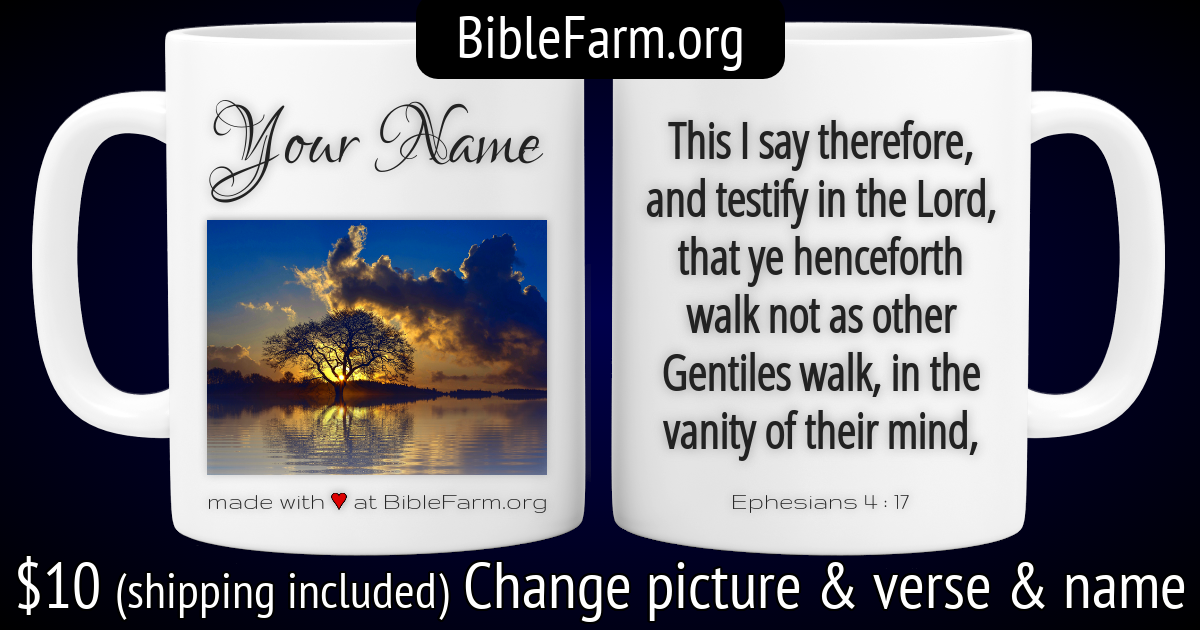 BibleFarm.org
Your Name
made with ♥ at BibleFarm.org
This I say therefore,
and testify in the Lord,
that ye henceforth
walk not as other
Gentiles walk, in the
vanity of their mind,
Ephesians 4 : 17
$10 (shipping included) Change picture & verse & name